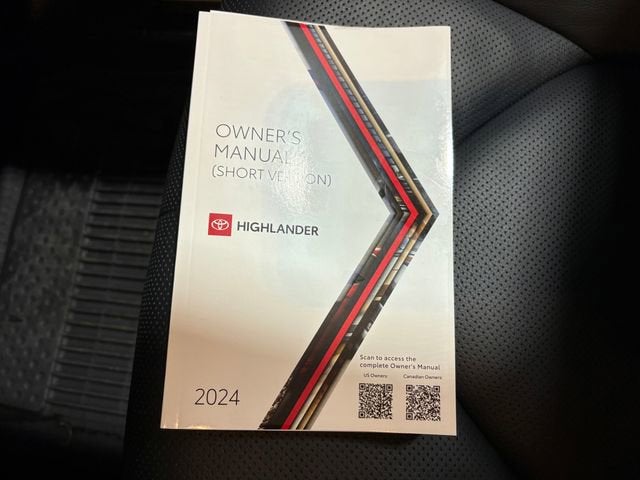 OWNER'S
MANUAL
(SHORT VERSION)
HIGHLANDER
Scan to access the
complete Owner's Manual
US Owners Canadian Owners
2024